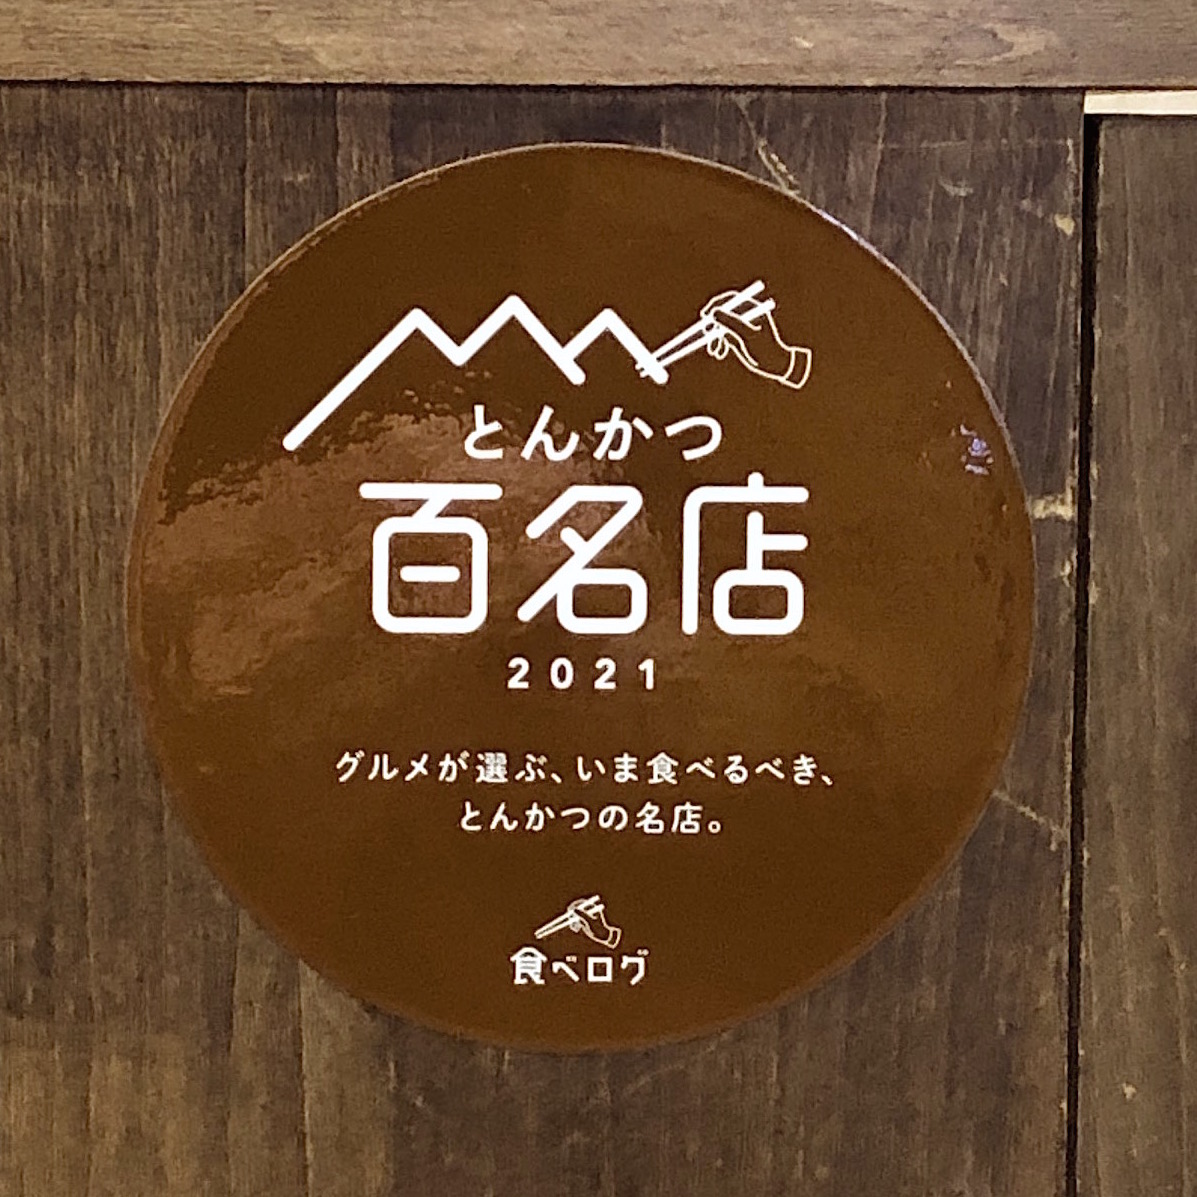 とんかつ
百名店
2021
グルメが選ぶ、いま食べるべき、
とんかつの名店。
食べログ